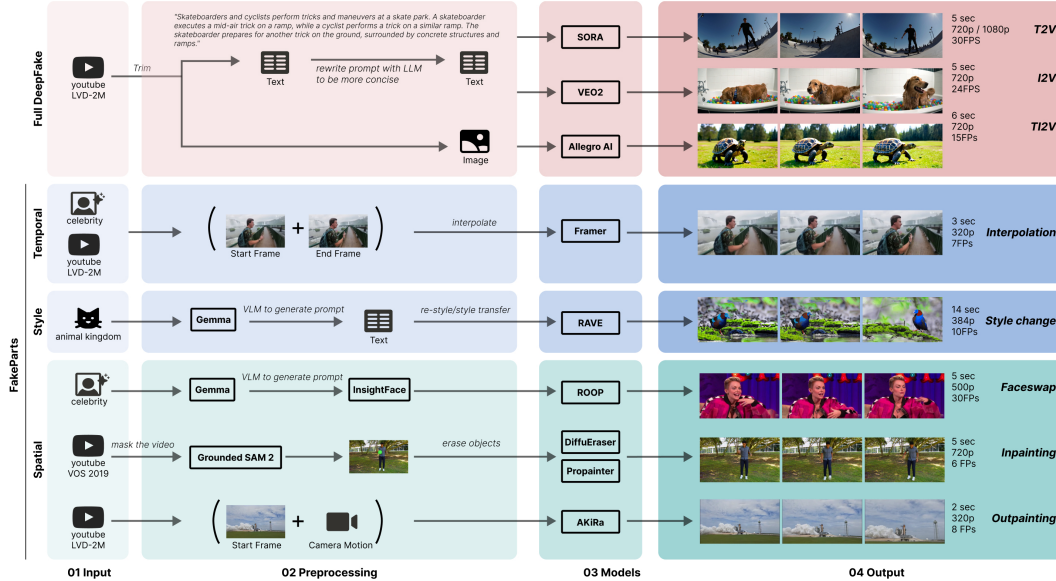 Full DeepFake
youtube
LVD-2M
Trim
"Skateboarders and cyclists perform tricks and maneuvers at a skate park. A skateboarder
executes a mid-air trick on a ramp, while a cyclist performs a trick on a similar ramp. The
skateboarder prepares for another trick on the ground, surrounded by concrete structures and
ramps."
Text
rewrite prompt with LLM
to be more concise
Text
Image
SORA
VEO2
Allegro AI
5 sec
720p / 1080p
30FPS
T2V
5 sec
720p
24FPS
I2V
6 sec
720p
15FPs
TI2V
FakeParts
Temporal
celebrity
youtube
LVD-2M
( + )
Start Frame
End Frame
interpolate
Framer
3 sec
320p
7FPs
Interpolation
Style
animal kingdom
Gemma
VLM to generate prompt
Text
re-style/style transfer
RAVE
14 sec
384p
10FPs
Style change
Spatial
celebrity
Gemma
VLM to generate prompt
InsightFace
ROOP
5 sec
500p
30FPs
Faceswap
youtube
VOS 2019
mask the video
Grounded SAM 2
erase objects
DiffuEraser
Propainter
5 sec
720p
6 FPs
Inpainting
youtube
LVD-2M
( + )
Start Frame
Camera Motion
AKiRa
2 sec
320p
8 FPs
Outpainting
01 Input
02 Preprocessing
03 Models
04 Output